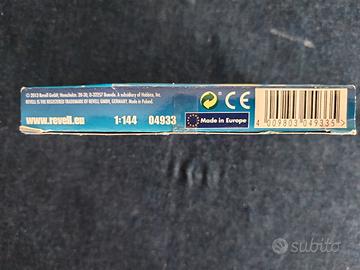 © 2013 Revell GmbH, Henschelstr. 20-30, D-32257 Buende. A subsidiary of Hobbico, Inc.
REVELL IS THE REGISTERED TRADEMARK OF REVELL GMBH, GERMANY. Made in Poland.
www.revell.eu
1:144
04933
CE
Made in Europe
4 009803 049335
subito